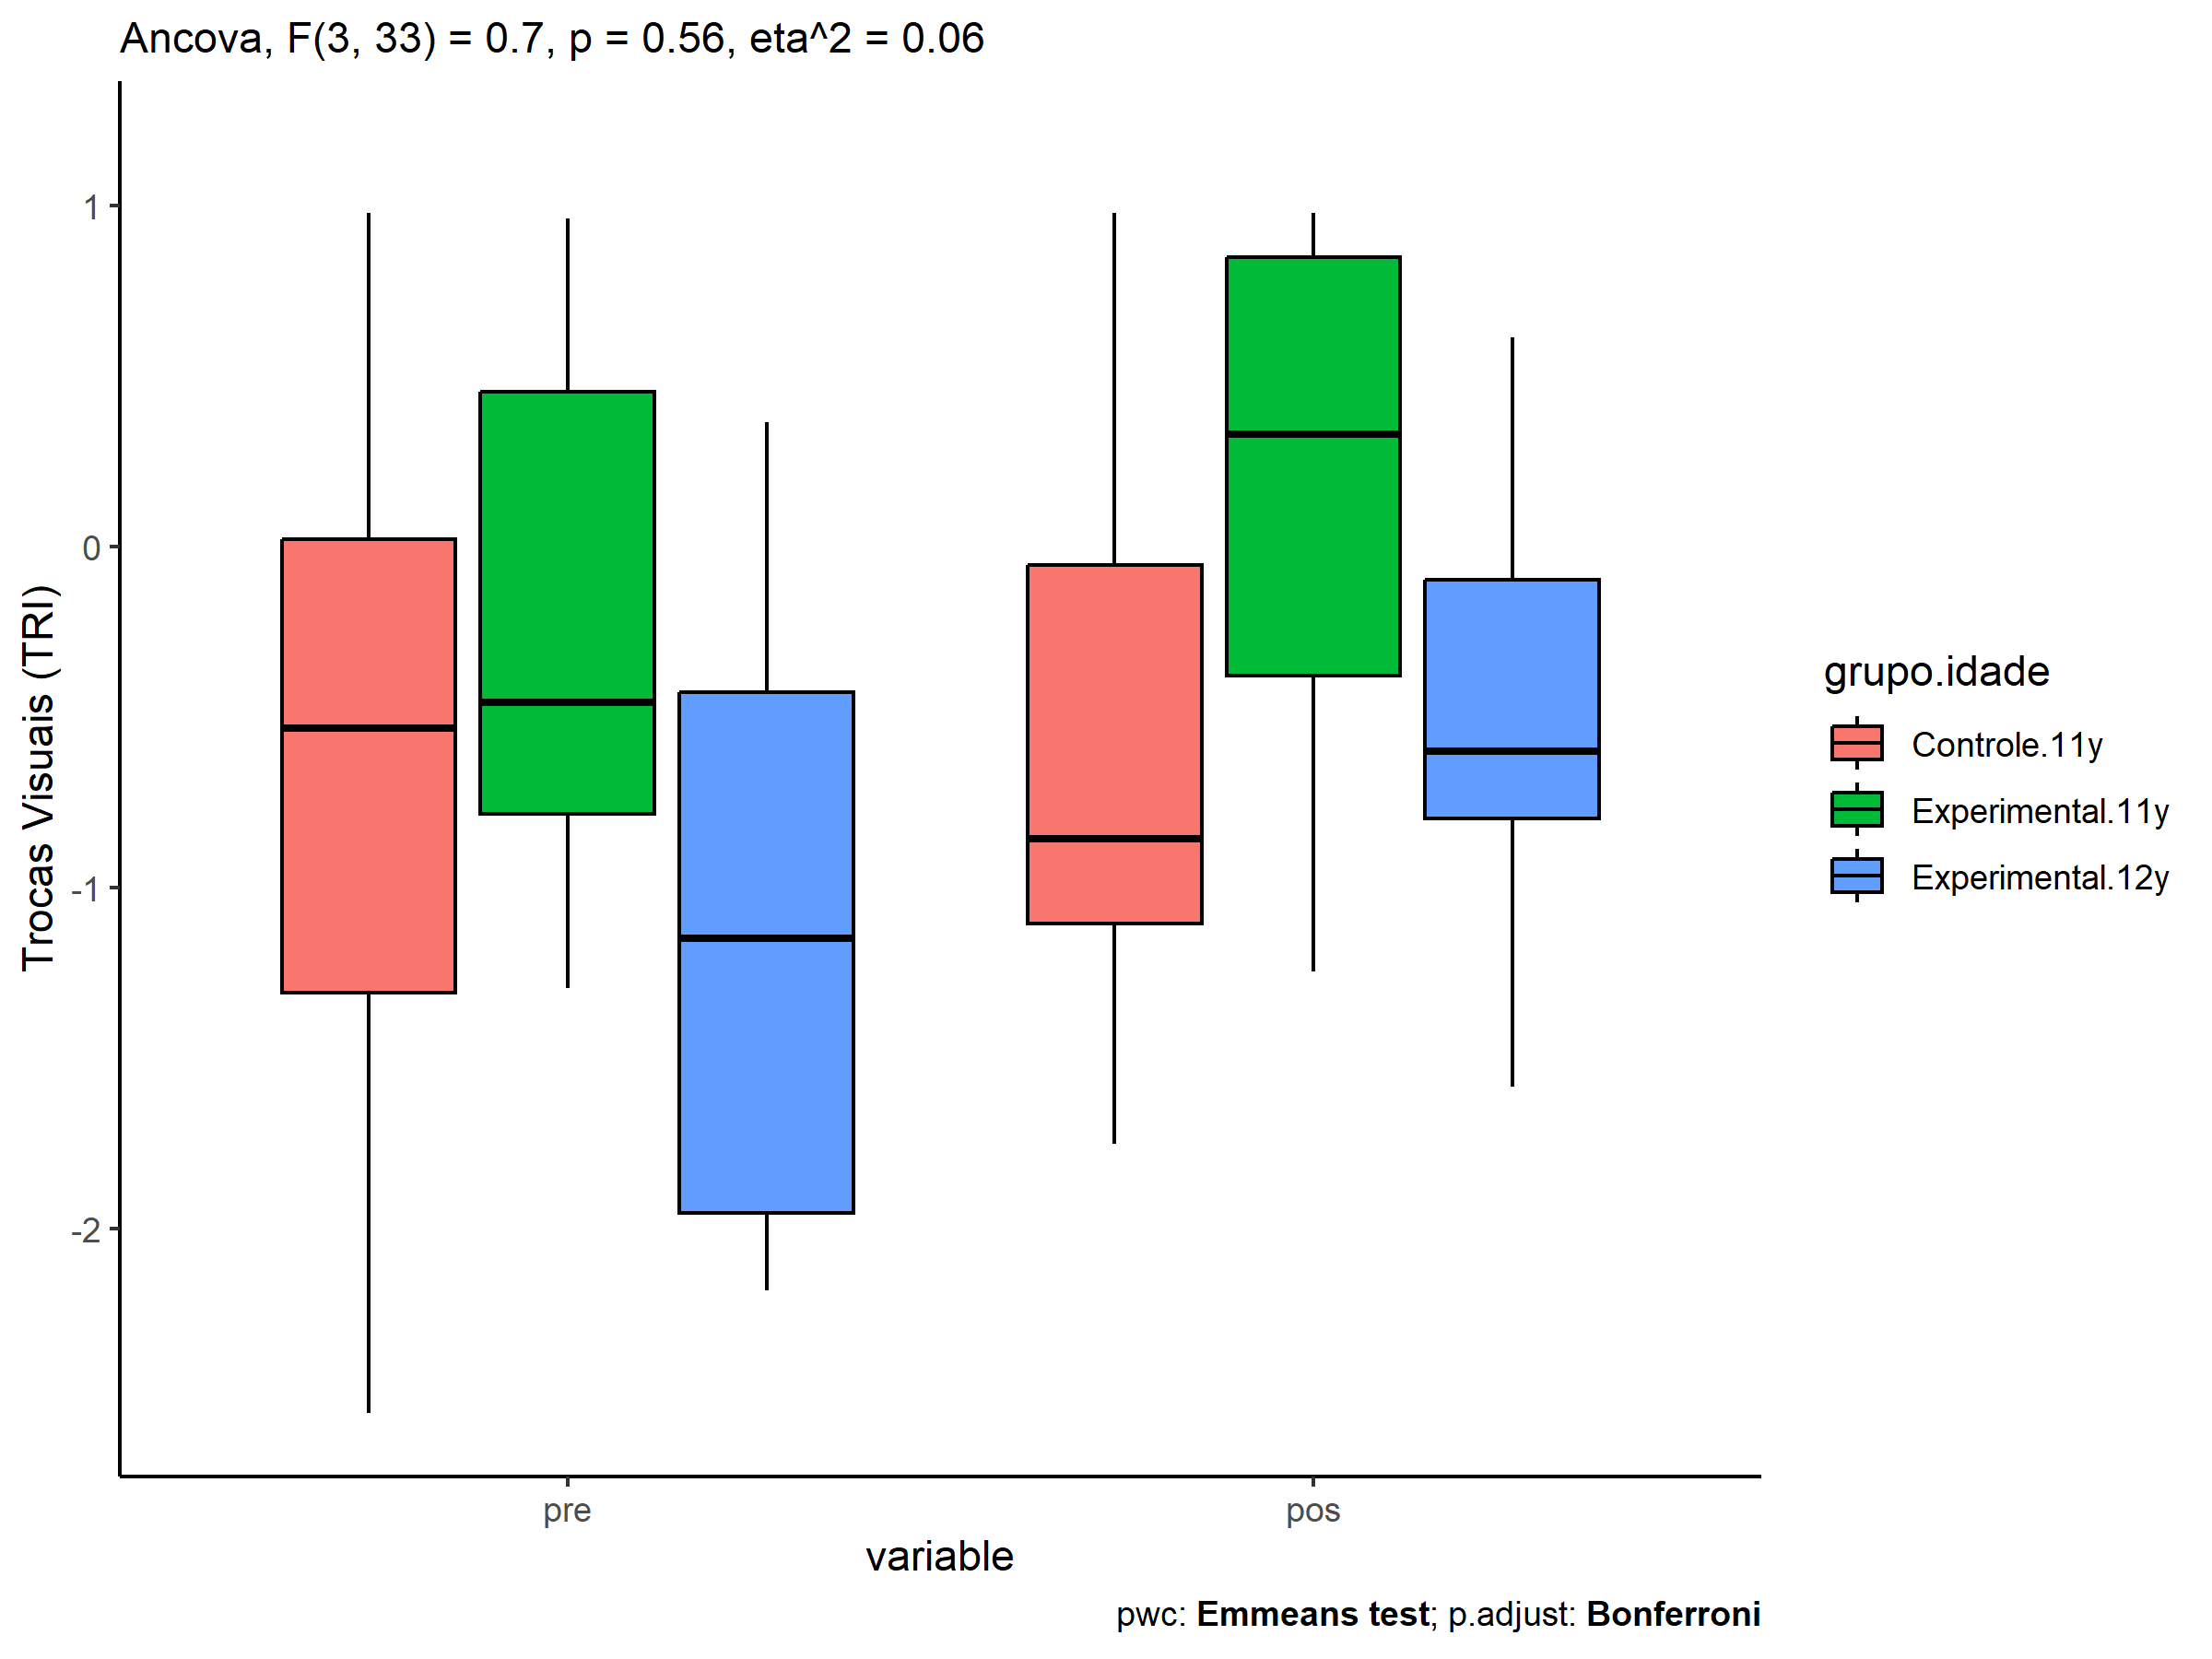 Ancova, F(3, 33) = 0.7, p = 0.56, eta^2 = 0.06
Trocas Visuais (TRI)
1
0
-1
-2
pre
pos
variable
grupo.idade
Controle.11y
Experimental.11y
Experimental.12y
pwc: Emmeans test; p.adjust: Bonferroni